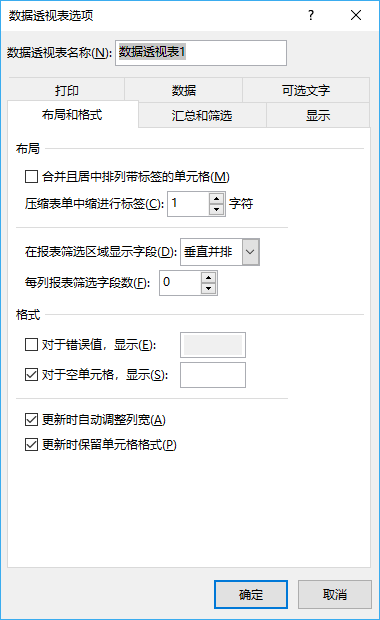 数据透视表选项
数据透视表名称(N): 数据透视表1
打印 数据 可选文字
布局和格式 汇总和筛选 显示
布局
合并且居中排列带标签的单元格(M)
压缩表单中缩进行标签(C): 1 字符
在报表筛选区域显示字段(D): 垂直并排
每列报表筛选字段数(F): 0
格式
对于错误值，显示(E):
对于空单元格，显示(S):
更新时自动调整列宽(A)
更新时保留单元格格式(P)
确定 取消